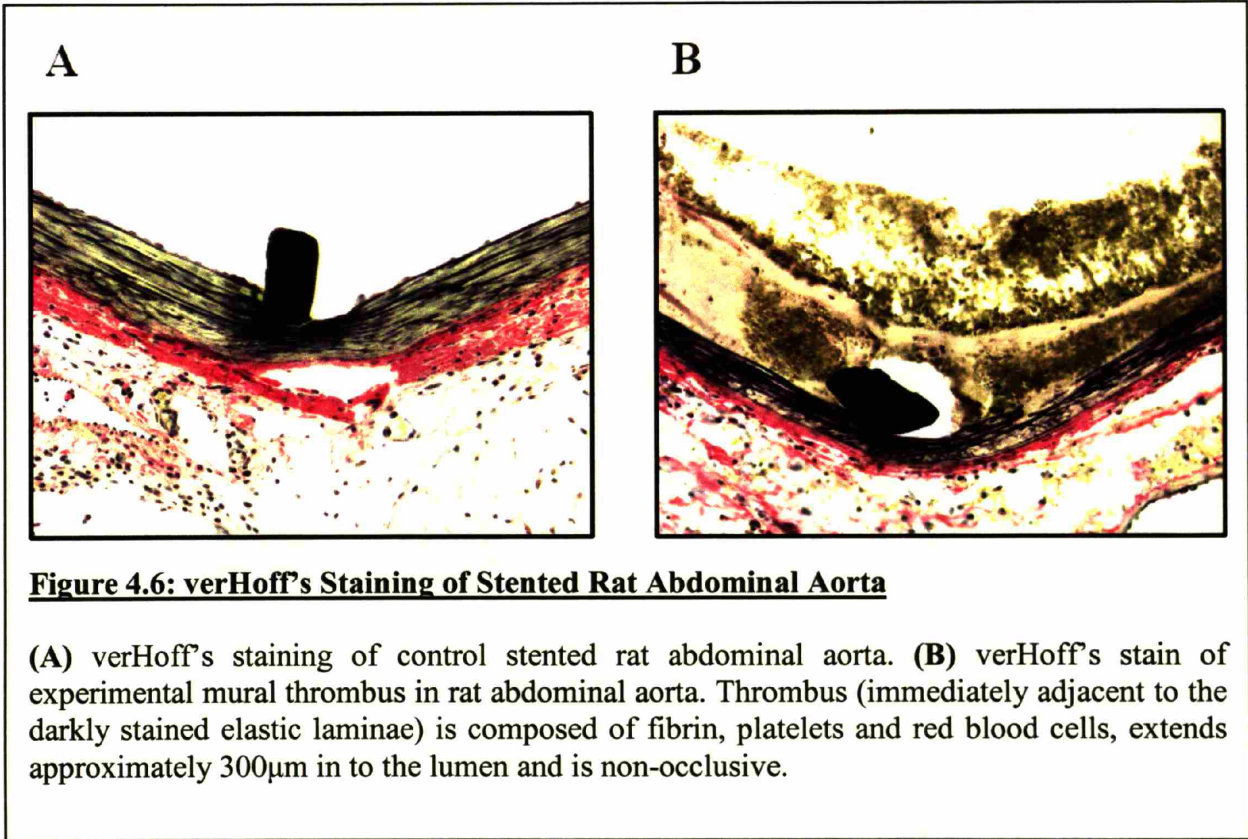 A
B
Figure 4.6: verHoff's Staining of Stented Rat Abdominal Aorta
(A) verHoff's staining of control stented rat abdominal aorta. (B) verHoff's stain of
experimental mural thrombus in rat abdominal aorta. Thrombus (immediately adjacent to the
darkly stained elastic laminae) is composed of fibrin, platelets and red blood cells, extends
approximately 300µm in to the lumen and is non-occlusive.